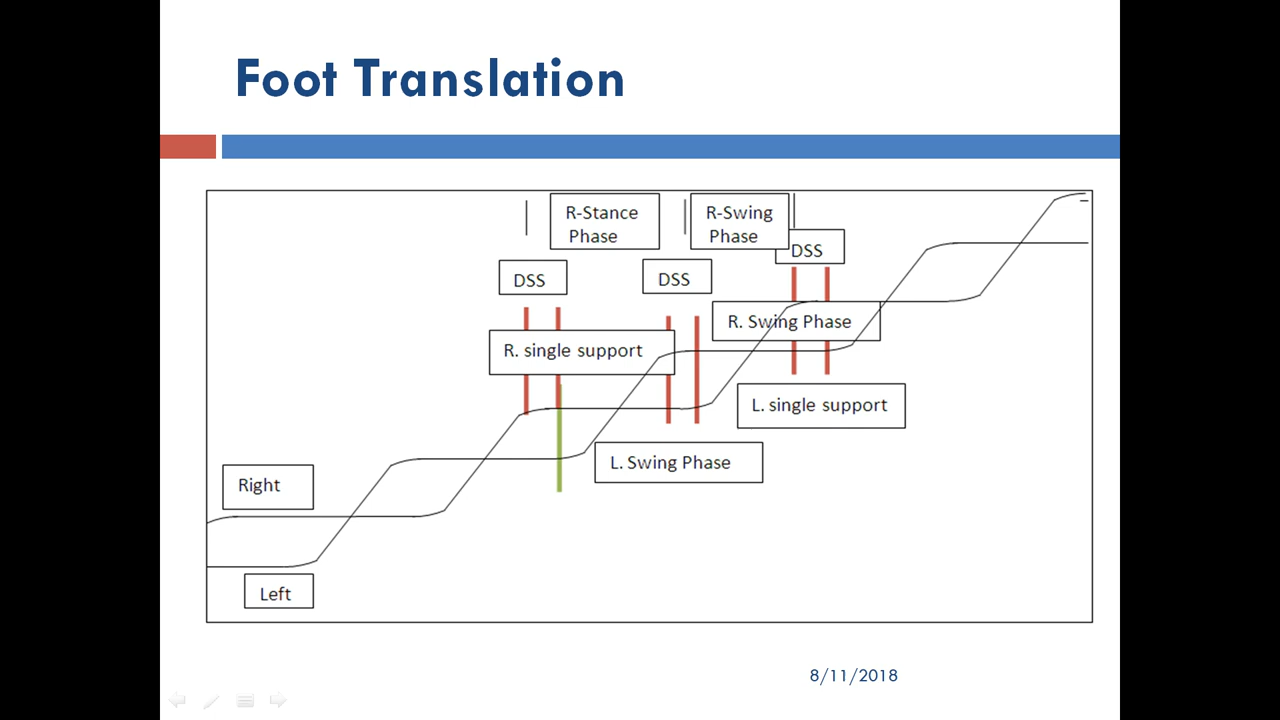 Foot Translation
R-Stance
Phase
R-Swing
Phase
DSS
DSS
DSS
R. Swing Phase
R. single support
L. single support
L. Swing Phase
Right
Left
8/11/2018